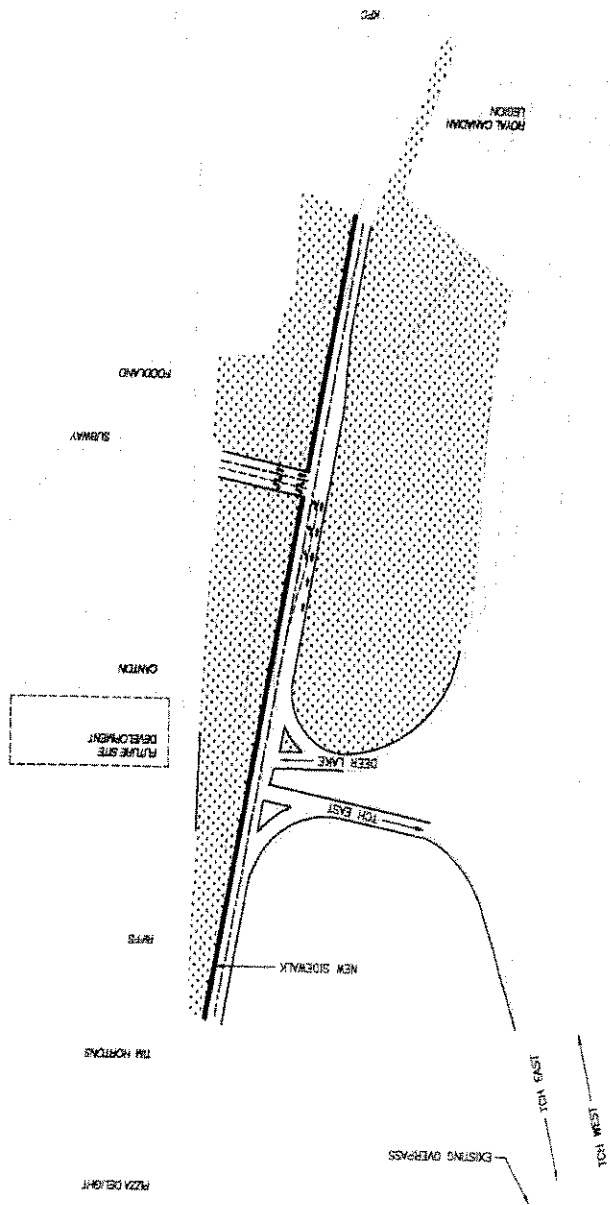 PIZZA DELIGHT
EXISTING OVERPASS
TCH WEST
TCH EAST
TIM HORTONS
NEW SIDEWALK
TCH EAST
DEER LAKE
FUTURE SITE
DEVELOPMENT
CANTON
SUBWAY
FOODLAND
ROYAL CANADIAN
LEGION
KFC